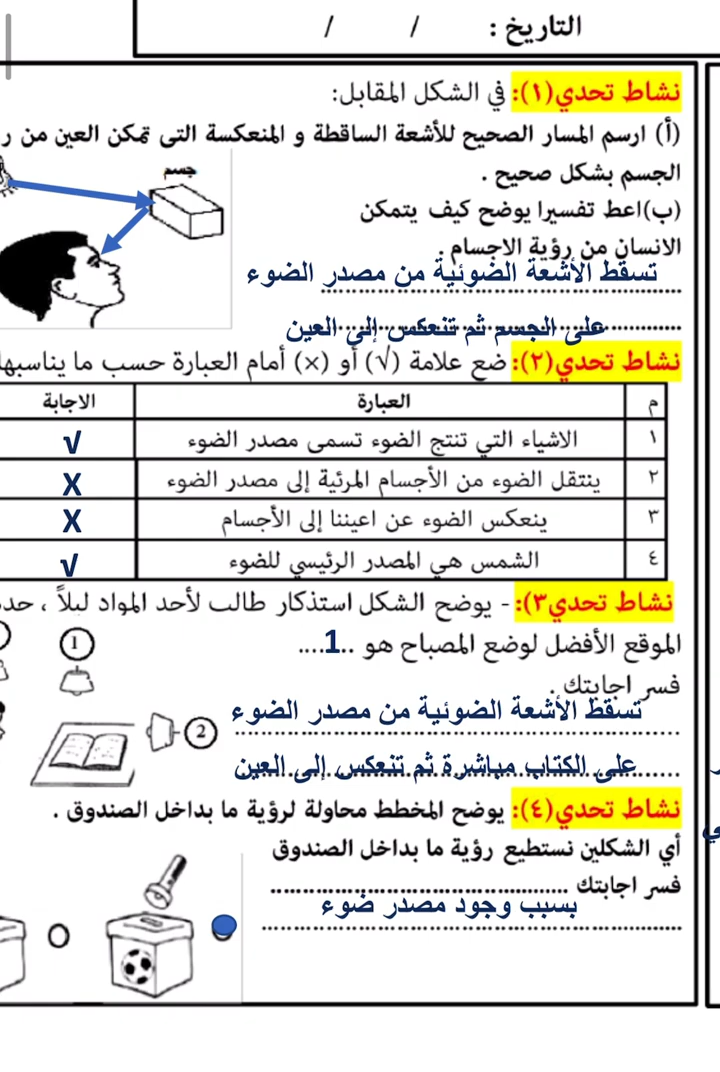 التاريخ : / /
نشاط تحدي(١): في الشكل المقابل:
(أ) ارسم المسار الصحيح للأشعة الساقطة و المنعكسة التى تمكن العين من ر
الجسم بشكل صحيح .
جسم
(ب)اعط تفسيرا يوضح كيف يتمكن
الانسان من رؤية الاجسام .
تسقط الأشعة الضوئية من مصدر الضوء
على الجسم ثم تنعكس إلى العين
نشاط تحدي(٢): ضع علامة (√) أو (×) أمام العبارة حسب ما يناسبها
م العبارة الاجابة
١ الاشياء التي تنتج الضوء تسمى مصدر الضوء √
٢ ينتقل الضوء من الأجسام المرئية إلى مصدر الضوء X
٣ ينعكس الضوء عن اعيننا إلى الأجسام X
٤ الشمس هي المصدر الرئيسي للضوء √
نشاط تحدي٣): - يوضح الشكل استذكار طالب لأحد المواد ليلاً ، حدد
الموقع الأفضل لوضع المصباح هو ..1....
1
فسر اجابتك .
تسقط الأشعة الضوئية من مصدر الضوء
2
على الكتاب مباشرة ثم تنعكس إلى العين
نشاط تحدي(٤): يوضح المخطط محاولة لرؤية ما بداخل الصندوق .
أي الشكلين نستطيع رؤية ما بداخل الصندوق
فسر اجابتك ..............................
بسبب وجود مصدر ضوء